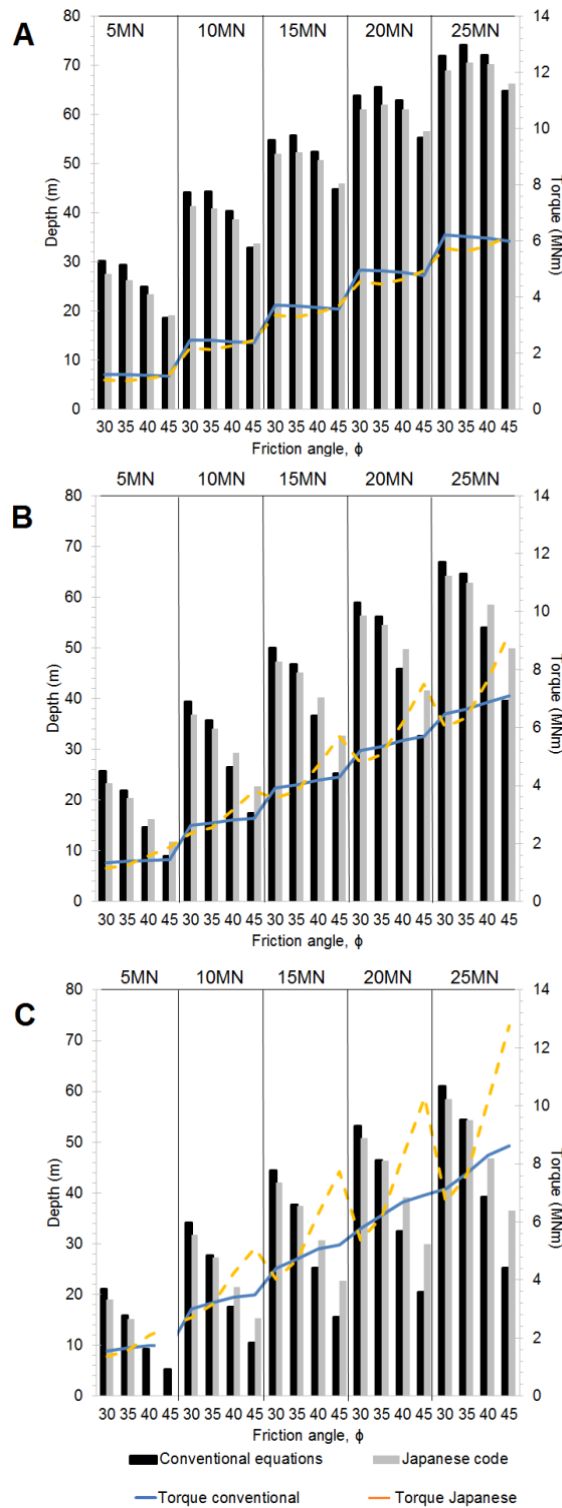 A
5MN 10MN 15MN 20MN 25MN
80 70 60 50 40 30 20 10 0
Depth (m)
14 12 10 8 6 4 2 0
Torque (MNm)
30 35 40 45 30 35 40 45 30 35 40 45 30 35 40 45 30 35 40 45
Friction angle, ϕ
B
5MN 10MN 15MN 20MN 25MN
80 70 60 50 40 30 20 10 0
Depth (m)
14 12 10 8 6 4 2 0
Torque (MNm)
30 35 40 45 30 35 40 45 30 35 40 45 30 35 40 45 30 35 40 45
Friction angle, ϕ
C
5MN 10MN 15MN 20MN 25MN
80 70 60 50 40 30 20 10 0
Depth (m)
14 12 10 8 6 4 2 0
Torque (MNm)
30 35 40 45 30 35 40 45 30 35 40 45 30 35 40 45 30 35 40 45
Friction angle, ϕ
Conventional equations Japanese code
Torque conventional Torque Japanese